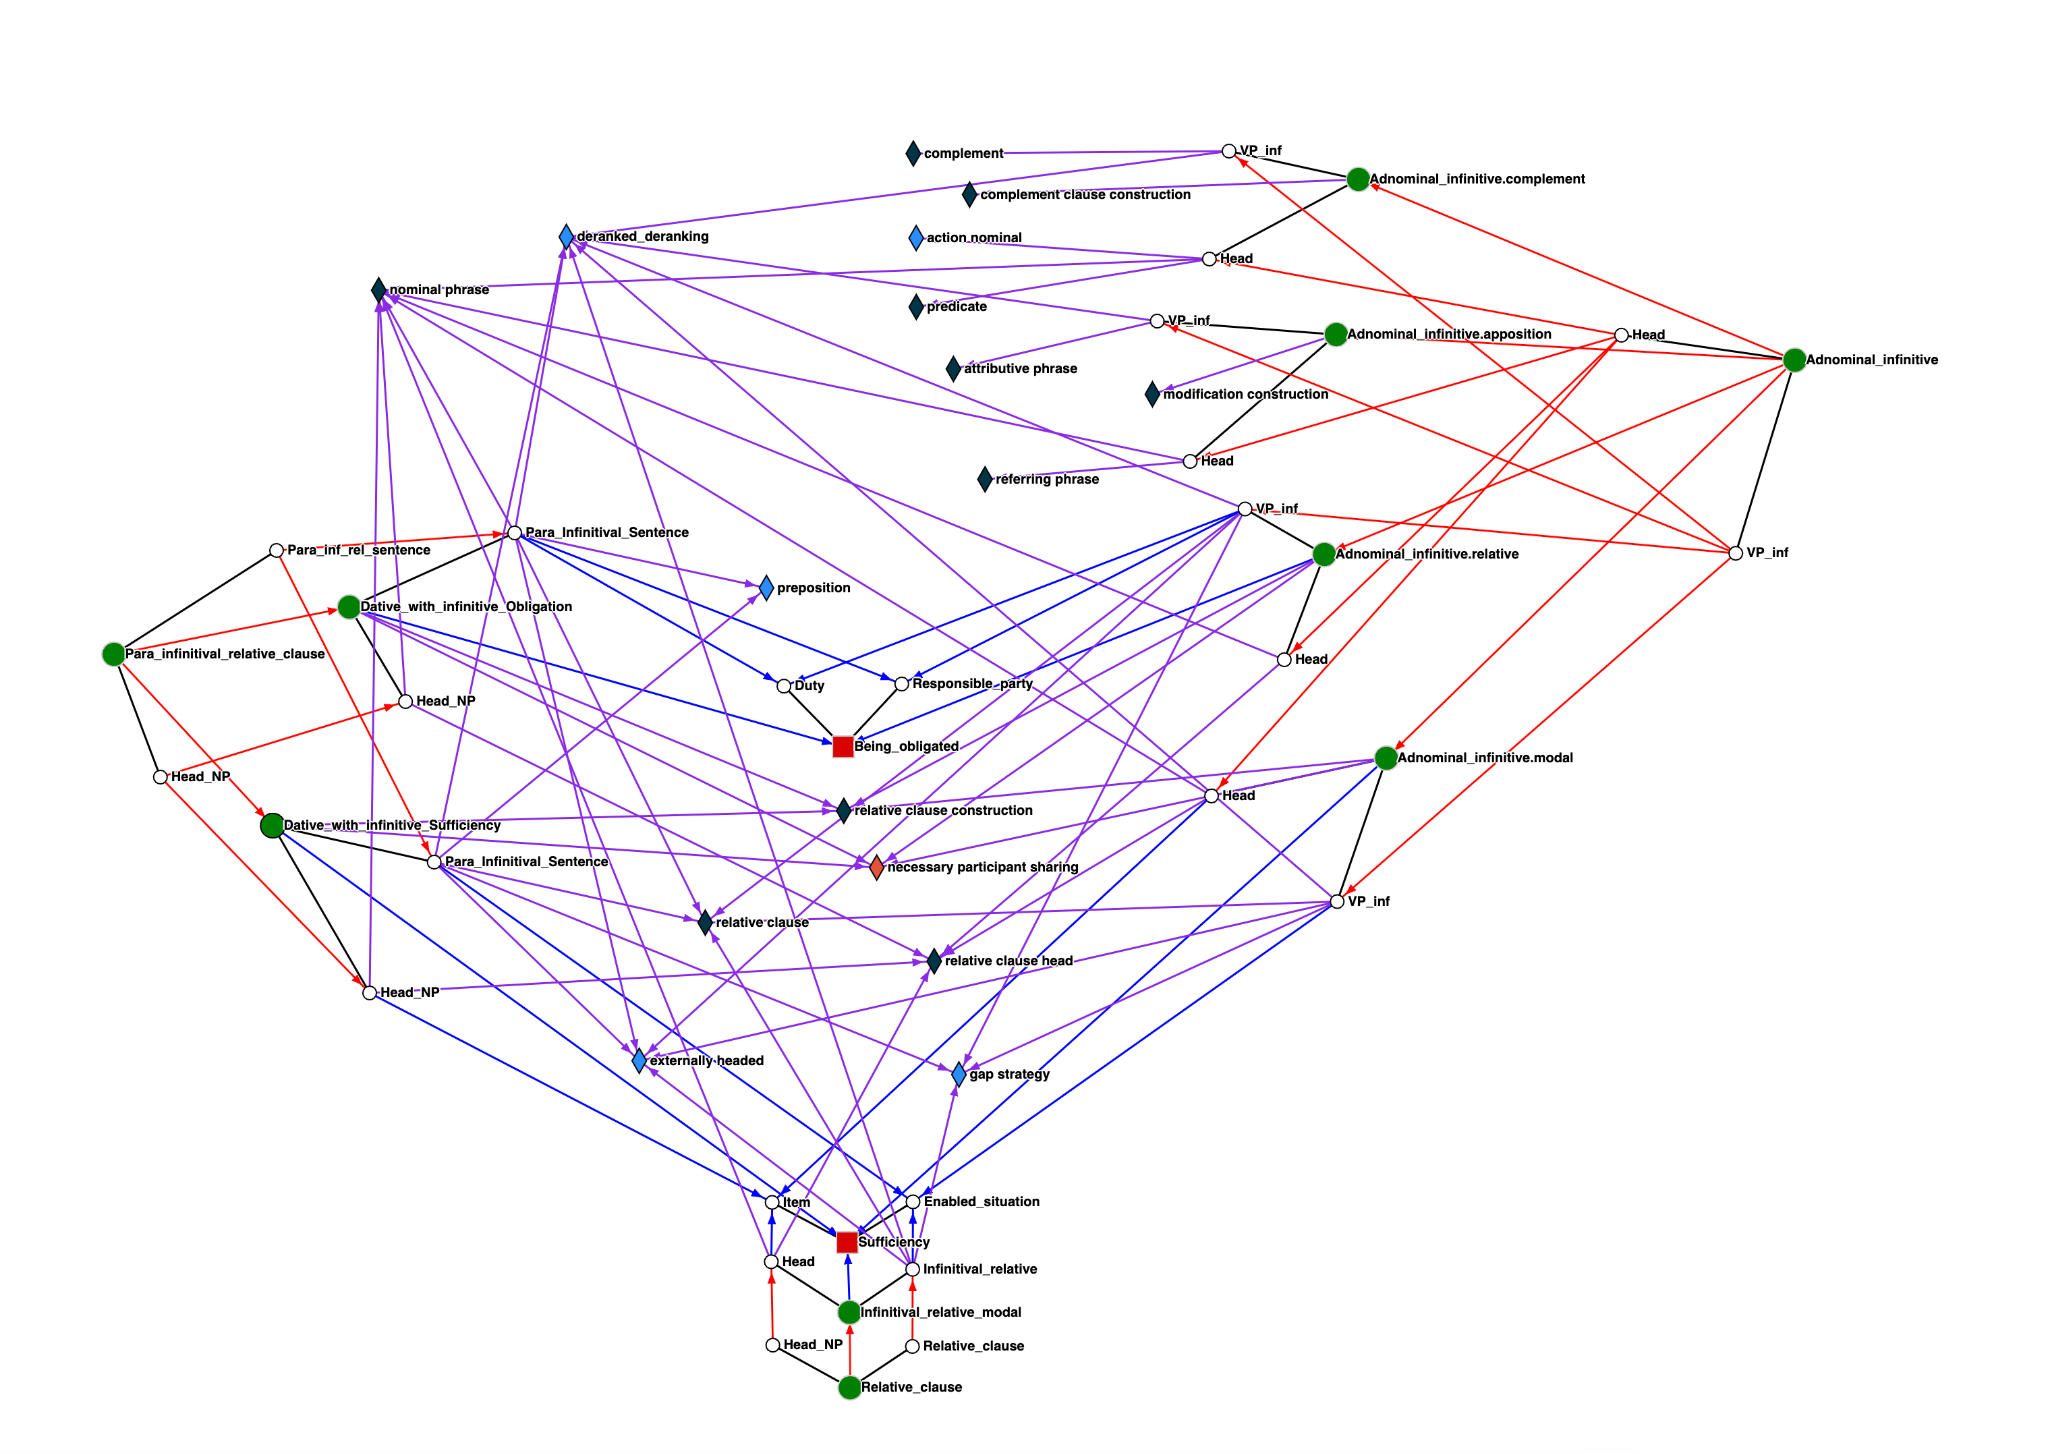 complement
VP_inf
Adnominal_infinitive.complement
complement clause construction
deranked_deranking
action nominal
Head
nominal phrase
predicate
VP_inf
Adnominal_infinitive.apposition
Head
Adnominal_infinitive
attributive phrase
modification construction
Head
referring phrase
VP_inf
Para_Infinitival_Sentence
Para_inf_rel_sentence
Adnominal_infinitive.relative
VP_inf
preposition
Dative_with_infinitive_Obligation
Para_infinitival_relative_clause
Head
Duty
Responsible_party
Head_NP
Being_obligated
Adnominal_infinitive.modal
Head_NP
Head
relative clause construction
Dative_with_infinitive_Sufficiency
Para_Infinitival_Sentence
necessary participant sharing
VP_inf
relative clause
relative clause head
Head_NP
externally headed
gap strategy
Item
Enabled_situation
Sufficiency
Head
Infinitival_relative
Infinitival_relative_modal
Head_NP
Relative_clause
Relative_clause